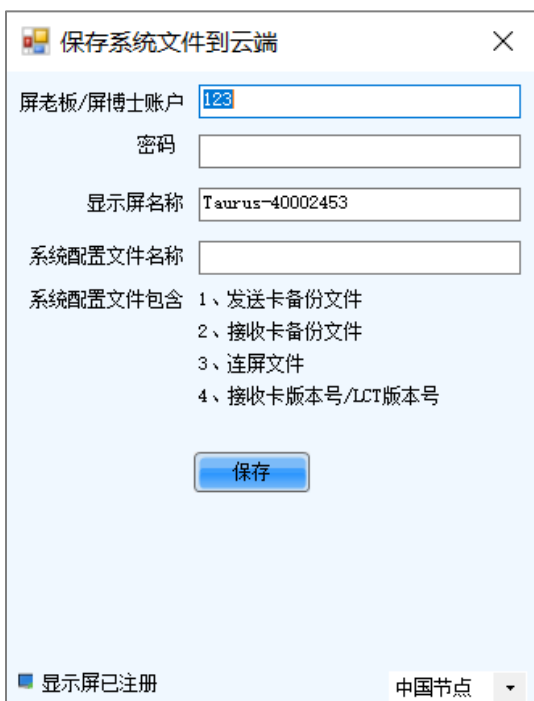 保存系统文件到云端
屏老板/屏博士账户 123
密码
显示屏名称 Taurus-40002453
系统配置文件名称
系统配置文件包含 1、发送卡备份文件
2、接收卡备份文件
3、连屏文件
4、接收卡版本号/LCT版本号
保存
显示屏已注册 中国节点